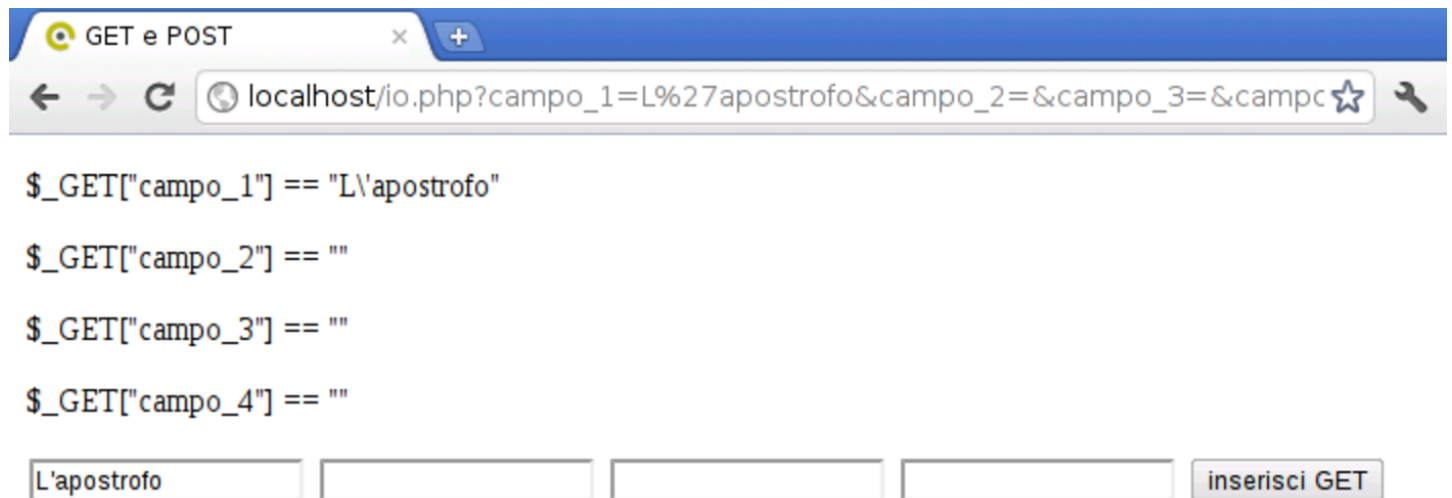 GET e POST
localhost/io.php?campo_1=L%27apostrofo&campo_2=&campo_3=&campo
$_GET["campo_1"] == "L\'apostrofo"
$_GET["campo_2"] == ""
$_GET["campo_3"] == ""
$_GET["campo_4"] == ""
L'apostrofo inserisci GET